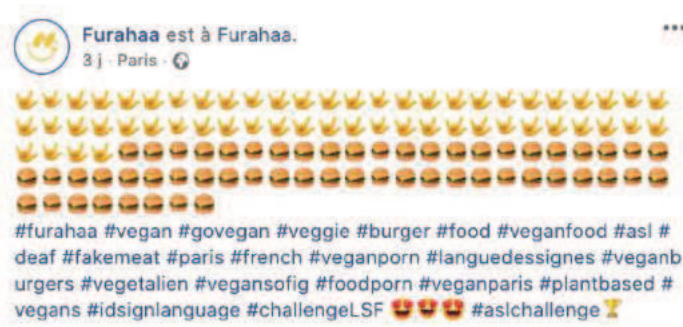 Furahaa est à Furahaa.
3 j · Paris ·
#furahaa #vegan #govegan #veggie #burger #food #veganfood #asl #
deaf #fakemeat #paris #french #veganporn #languedessignes #veganb
urgers #vegetalien #vegansofig #foodporn #veganparis #plantbased #
vegans #idsignlanguage #challengeLSF 😍😍😍 #aslchallenge🏆